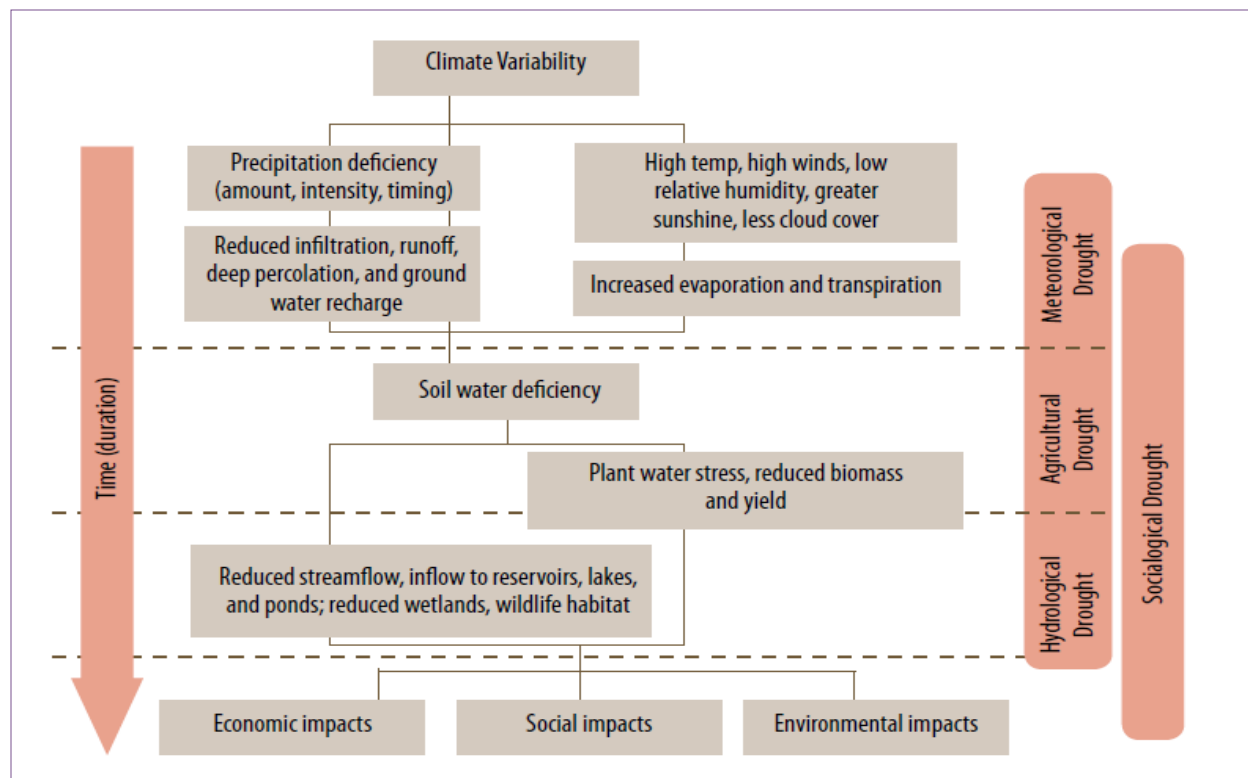 Climate Variability
Precipitation deficiency
(amount, intensity, timing)
High temp, high winds, low
relative humidity, greater
sunshine, less cloud cover
Reduced infiltration, runoff,
deep percolation, and ground
water recharge
Increased evaporation and transpiration
Soil water deficiency
Plant water stress, reduced biomass
and yield
Reduced streamflow, inflow to reservoirs, lakes,
and ponds; reduced wetlands, wildlife habitat
Economic impacts
Social impacts
Environmental impacts
Time (duration)
Meteorological
Drought
Agricultural
Drought
Hydrological
Drought
Socialogical Drought